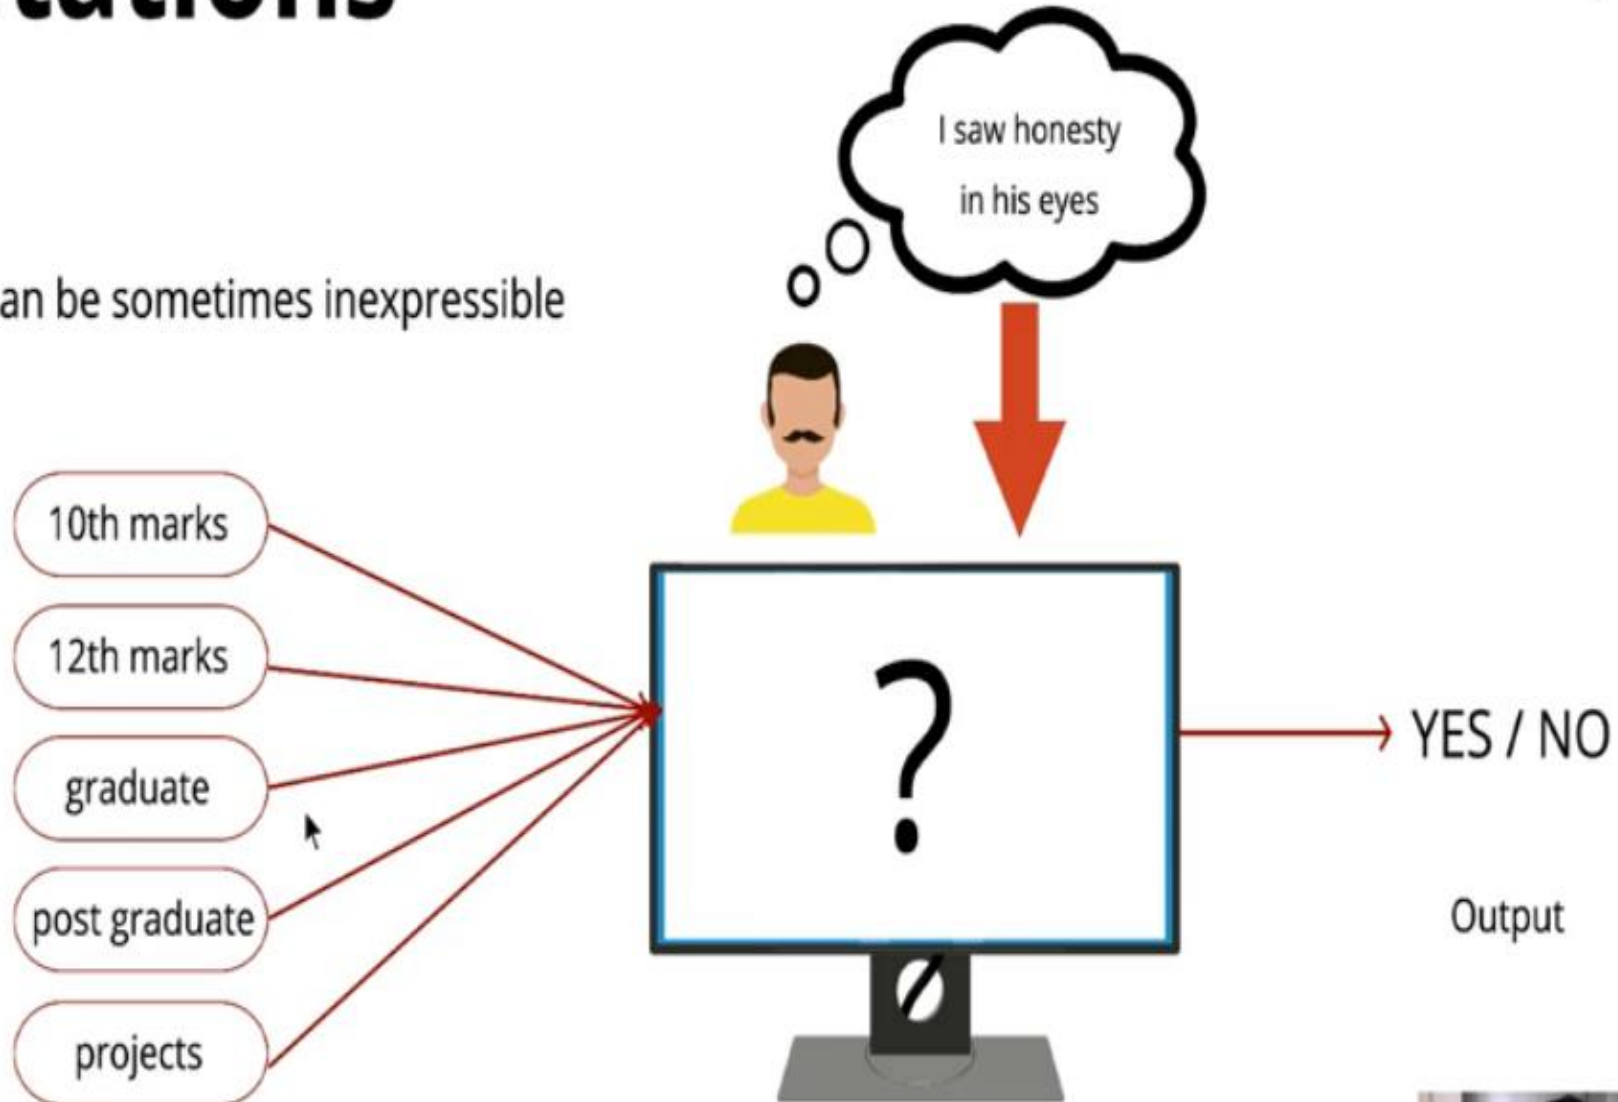 tations
an be sometimes inexpressible
I saw honesty
in his eyes
10th marks
12th marks
graduate
post graduate
projects
?
YES / NO
Output